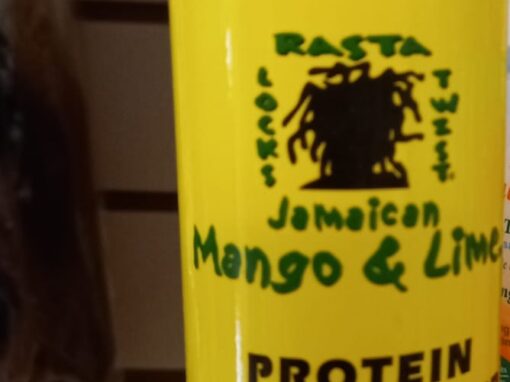 RASTA
LOCKS
TWIST
Jamaican
Mango & Lime
PROTEIN